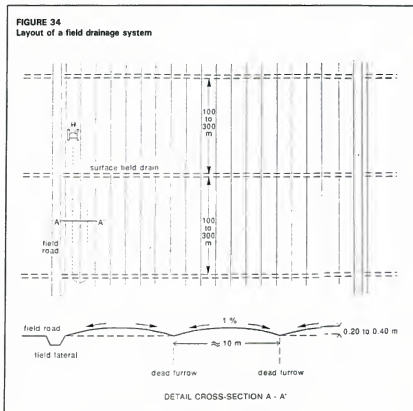 FIGURE 34
Layout of a field drainage system
100
to
300
m
surface field drain
A
A'
100
to
300
m
field
road
field road
1 %
0.20 to 0.40 m
≈ 10 m
field lateral
dead furrow
dead furrow
DETAIL CROSS-SECTION A - A'